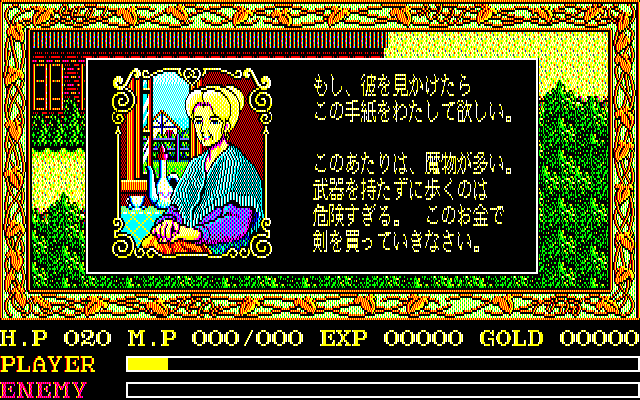 もし、彼を見かけたら
この手紙をわたして欲しい。
このあたりは、魔物が多い。
武器を持たずに歩くのは
危険すぎる。 このお金で
剣を買っていきなさい。
H.P 020 M.P 000/000 EXP 00000 GOLD 00000
PLAYER
ENEMY